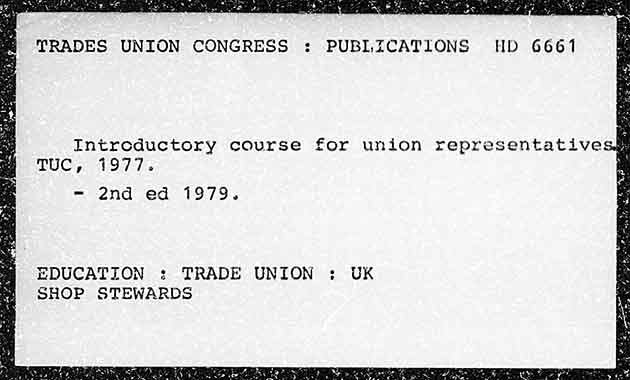 TRADES UNION CONGRESS : PUBLICATIONS HD 6661
Introductory course for union representatives.
TUC, 1977.
- 2nd ed 1979.
EDUCATION : TRADE UNION : UK
SHOP STEWARDS